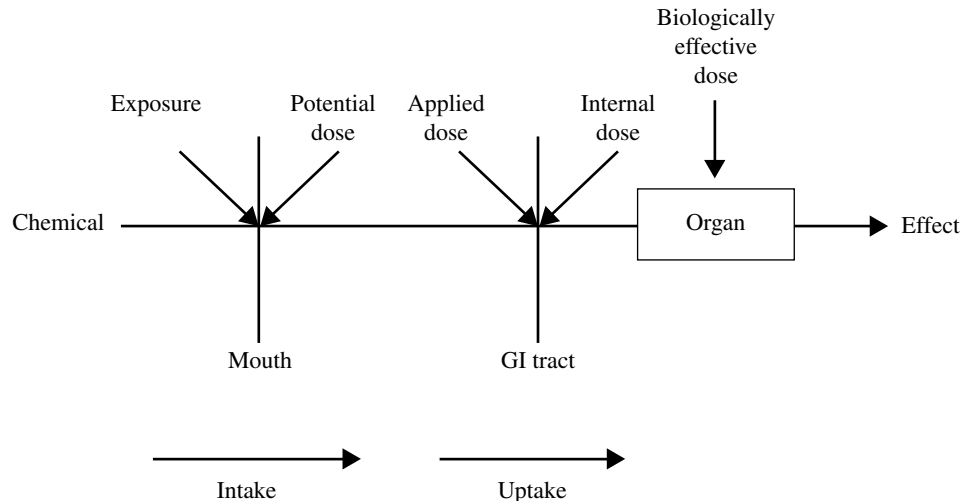 Biologically
effective
dose
Exposure
Potential
dose
Applied
dose
Internal
dose
Chemical
Organ
Effect
Mouth
GI tract
Intake
Uptake